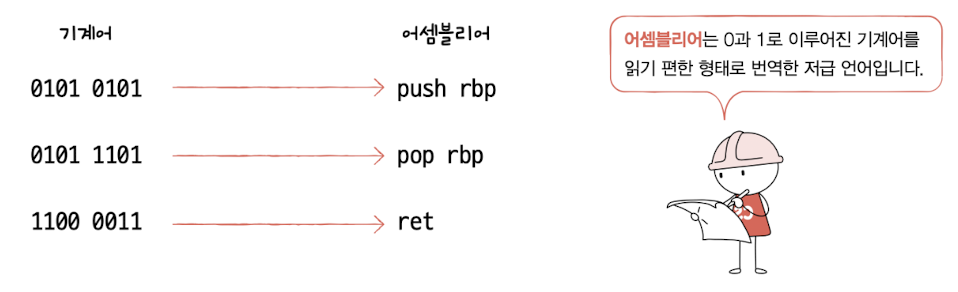 기계어
어셈블리어
0101 0101
push rbp
0101 1101
pop rbp
1100 0011
ret
어셈블리어는 0과 1로 이루어진 기계어를
읽기 편한 형태로 번역한 저급 언어입니다.